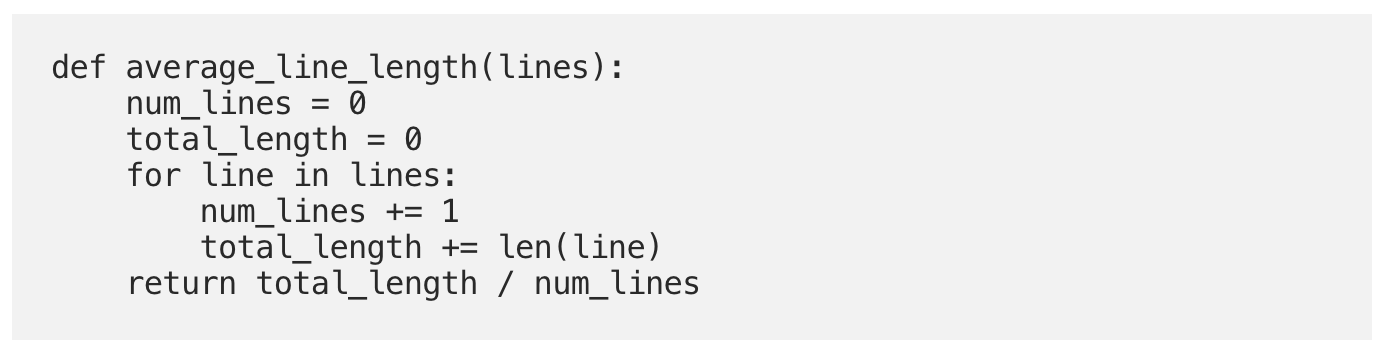 def average_line_length(lines):
    num_lines = 0
    total_length = 0
    for line in lines:
        num_lines += 1
        total_length += len(line)
    return total_length / num_lines